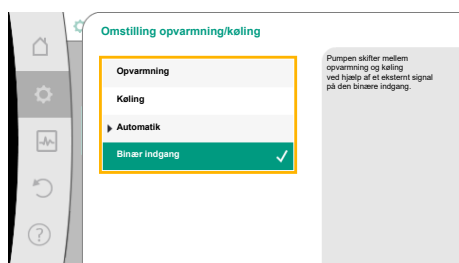 Omstilling opvarmning/køling
Opvarmning
Køling
Automatik
Binær indgang
Pumpen skifter mellem
opvarmning og køling
ved hjælp af et eksternt signal
på den binære indgang.